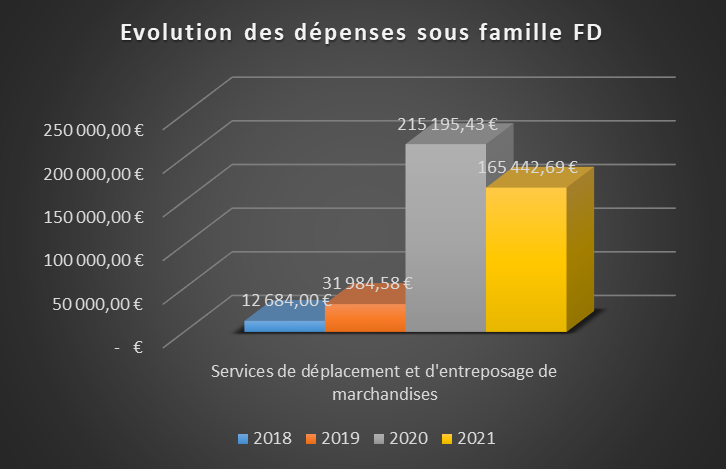 Evolution des dépenses sous famille FD
250 000,00 €
200 000,00 €
150 000,00 €
100 000,00 €
50 000,00 €
- €
215 195,43 €
165 442,69 €
31 984,58 €
12 684,00 €
Services de déplacement et d'entreposage de
marchandises
2018 2019 2020 2021